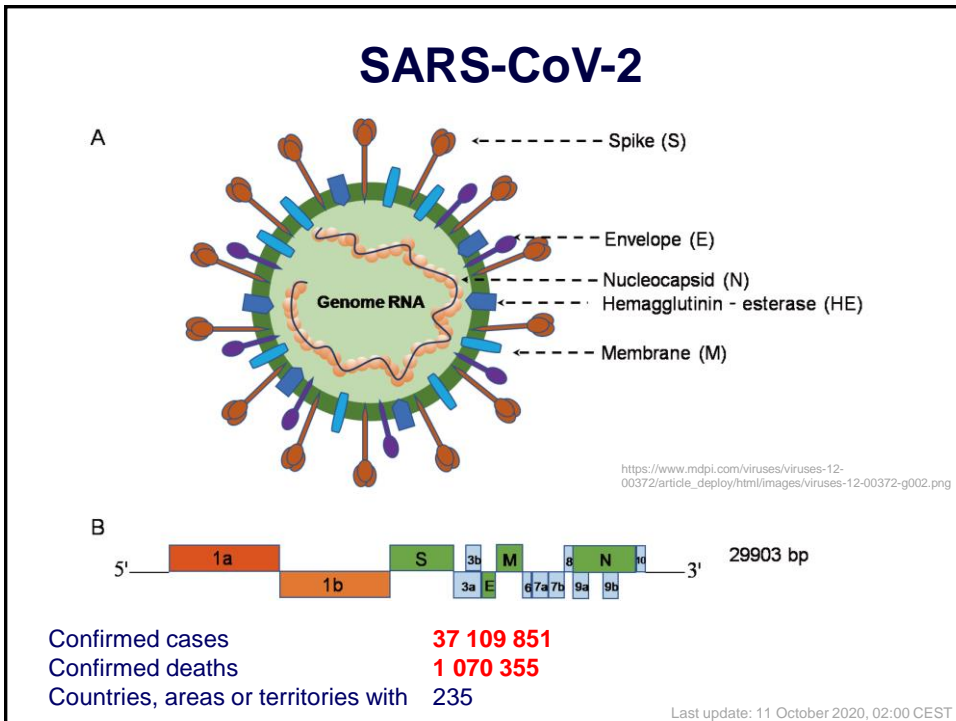 SARS-CoV-2
A
Spike (S)
Envelope (E)
Nucleocapsid (N)
Genome RNA
Hemagglutinin - esterase (HE)
Membrane (M)
https://www.mdpi.com/viruses/viruses-12-
00372/article_deploy/html/images/viruses-12-00372-g002.png
B
1a S 3b M 8 N 10 29903 bp
5' 3'
1b 3a E 6 7a 7b 9a 9b
Confirmed cases 37 109 851
Confirmed deaths 1 070 355
Countries, areas or territories with 235
Last update: 11 October 2020, 02:00 CEST